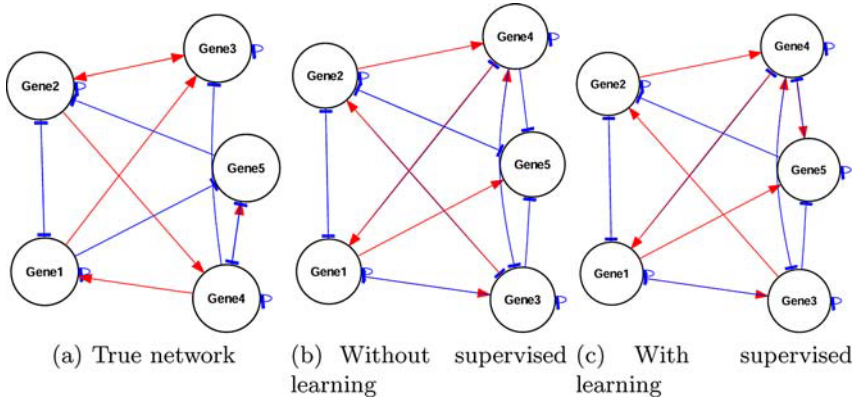 Gene3
Gene2
Gene5
Gene1
Gene4
(a) True network
Gene4
Gene2
Gene5
Gene1
Gene3
(b) Without supervised
learning
Gene4
Gene2
Gene5
Gene1
Gene3
(c) With supervised
learning